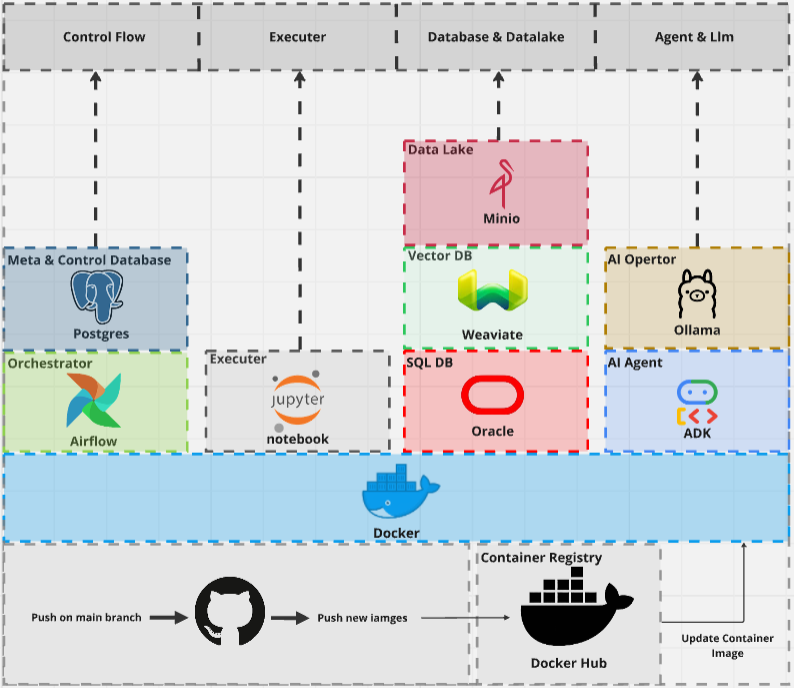 Control Flow
Executer
Database & Datalake
Agent & Llm
Data Lake
Minio
Meta & Control Database
Postgres
Vector DB
Weaviate
AI Opertor
Ollama
Orchestrator
Airflow
Executer
jupyter
notebook
SQL DB
Oracle
AI Agent
ADK
Docker
Container Registry
Push on main branch
Push new iamges
Docker Hub
Update Container
Image